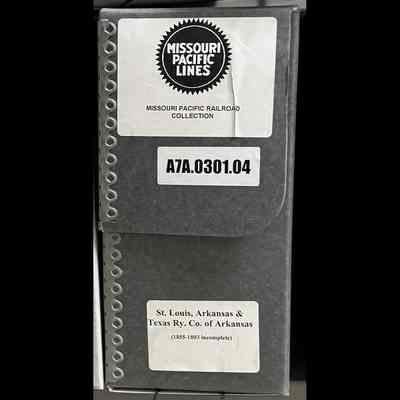 MISSOURI
PACIFIC
LINES
MISSOURI PACIFIC RAILROAD
COLLECTION
A7A.0301.04
St. Louis, Arkansas &
Texas Ry. Co. of Arkansas
(1855-1893 incomplete)